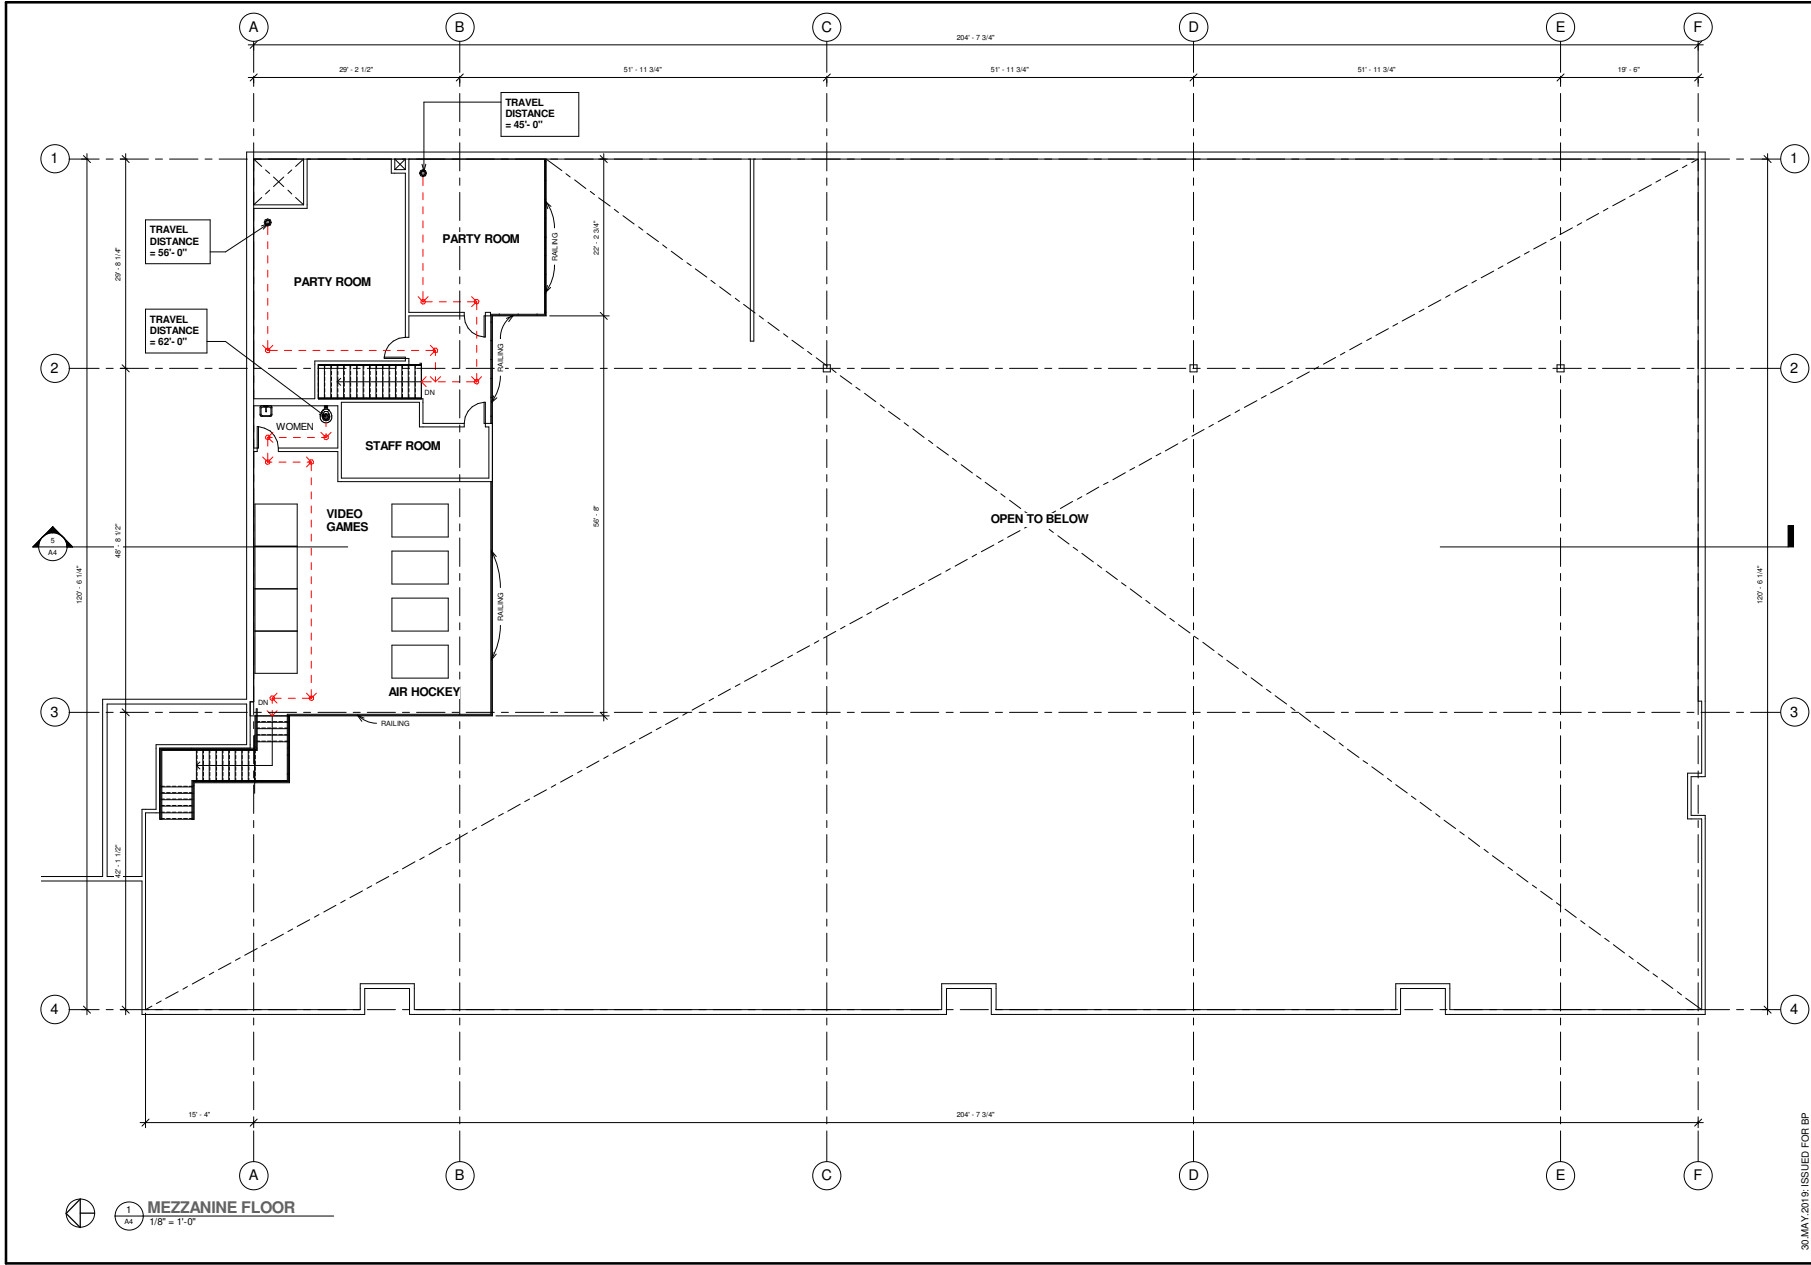 A
B
C
D
E
F
204' - 7 3/4"
29' - 2 1/2"
51' - 11 3/4"
51' - 11 3/4"
51' - 11 3/4"
19' - 6"
TRAVEL
DISTANCE
= 45'- 0"
1
1
TRAVEL
DISTANCE
= 56'- 0"
PARTY ROOM
RAILING
22' - 2 3/4"
29' - 8 1/4"
PARTY ROOM
TRAVEL
DISTANCE
= 62'- 0"
RAILING
2
2
DN
WOMEN
STAFF ROOM
VIDEO
GAMES
56' - 8"
OPEN TO BELOW
5
A4
48' - 8 1/2"
120' - 6 1/4"
RAILING
120' - 6 1/4"
AIR HOCKEY
DN
3
RAILING
3
42' - 1 1/2"
4
4
15' - 4"
204' - 7 3/4"
A
B
C
D
E
F
1
A4
MEZZANINE FLOOR
1/8" = 1'-0"
30.MAY.2019: ISSUED FOR BP